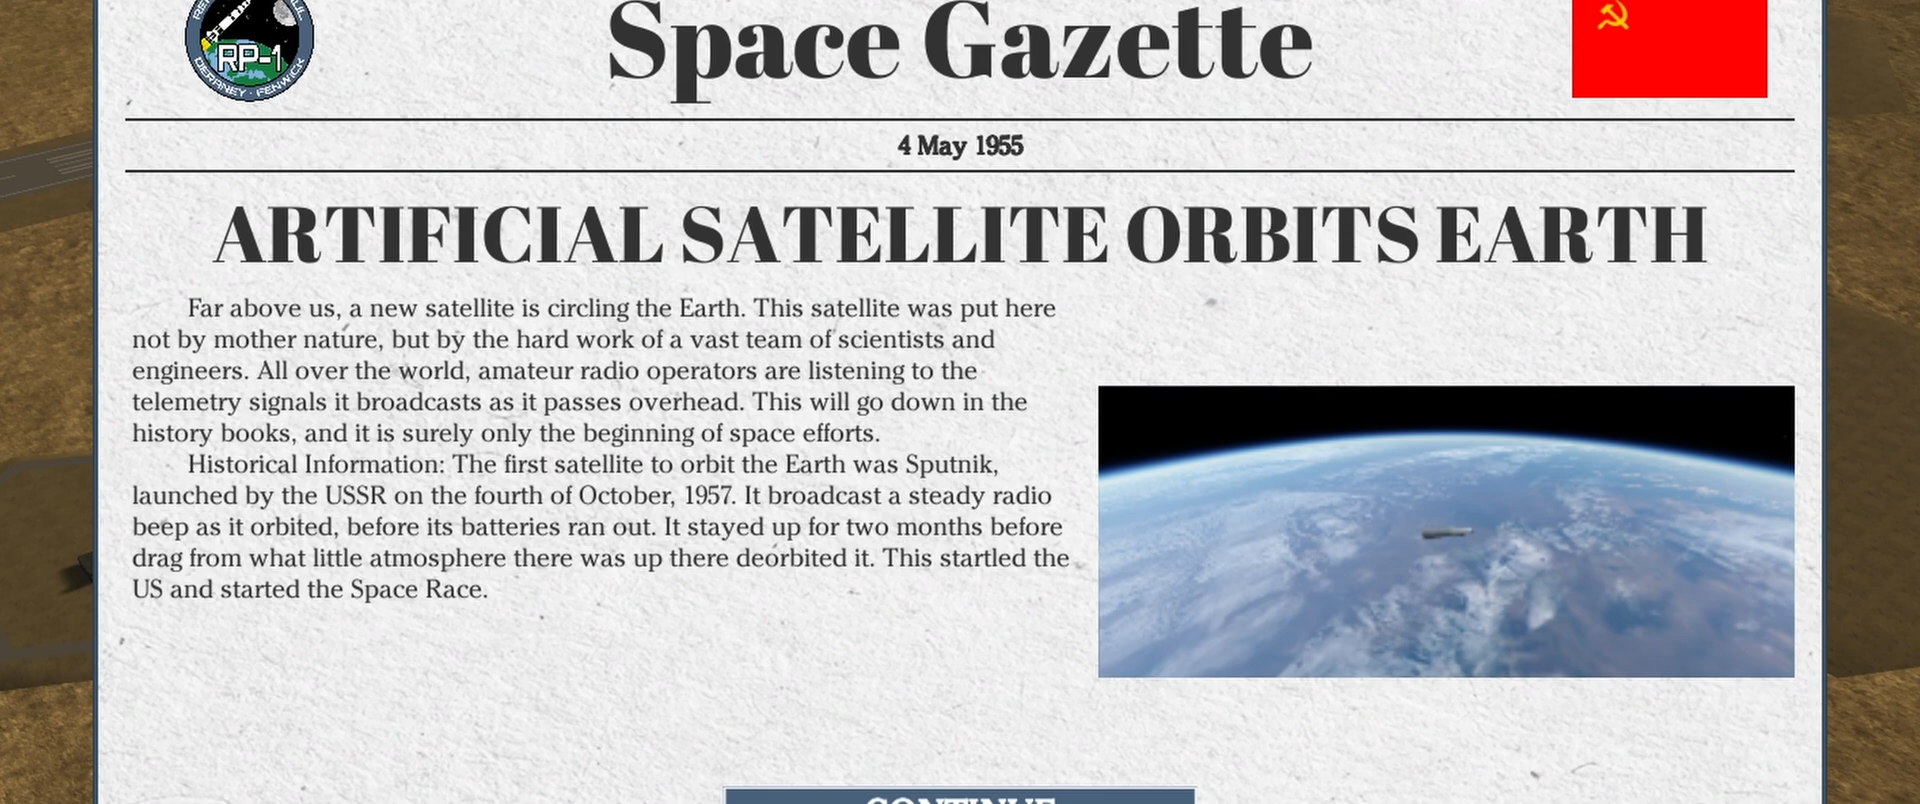 RP-1
DERANEY · FENWICK
Space Gazette
4 May 1955
ARTIFICIAL SATELLITE ORBITS EARTH
Far above us, a new satellite is circling the Earth. This satellite was put here
not by mother nature, but by the hard work of a vast team of scientists and
engineers. All over the world, amateur radio operators are listening to the
telemetry signals it broadcasts as it passes overhead. This will go down in the
history books, and it is surely only the beginning of space efforts.
Historical Information: The first satellite to orbit the Earth was Sputnik,
launched by the USSR on the fourth of October, 1957. It broadcast a steady radio
beep as it orbited, before its batteries ran out. It stayed up for two months before
drag from what little atmosphere there was up there deorbited it. This startled the
US and started the Space Race.
CONTINUE